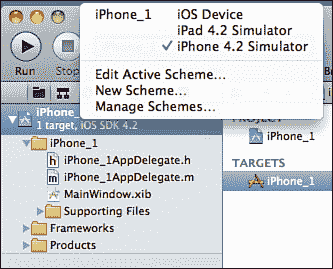 iPhone_1 iOS Device
iPad 4.2 Simulator
✓ iPhone 4.2 Simulator
Run Stop
Edit Active Scheme...
New Scheme...
Manage Schemes...
iPhone_1
1 target, iOS SDK 4.2
iPhone_1
h iPhone_1AppDelegate.h
m iPhone_1AppDelegate.m
MainWindow.xib
Supporting Files
Frameworks
Products
PROJECT
iPhone_1
TARGETS
iPhone_1